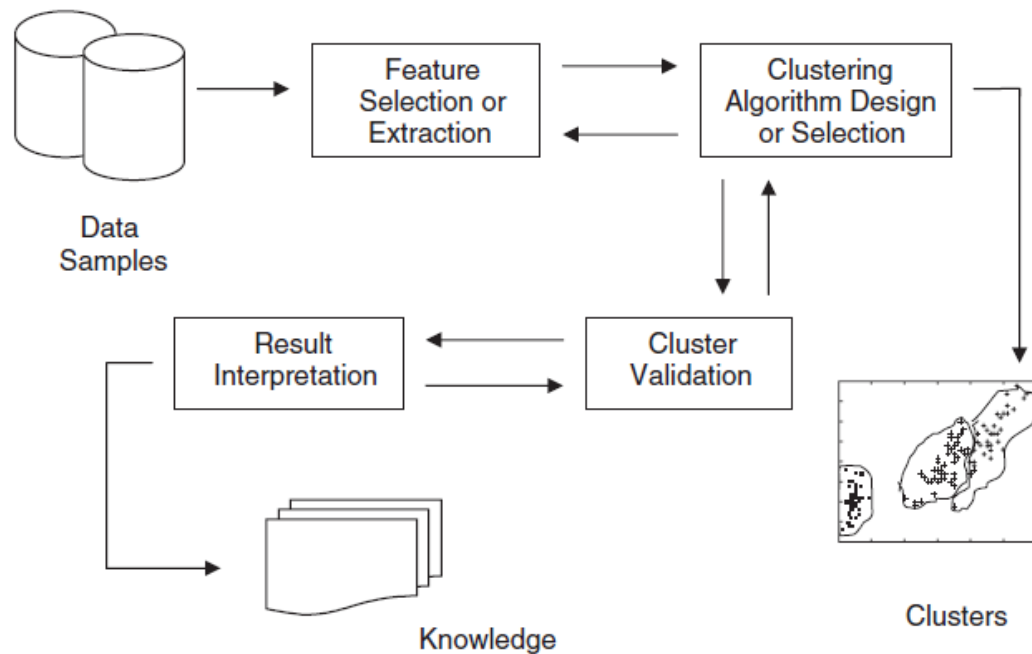 Feature
Selection or
Extraction
Clustering
Algorithm Design
or Selection
Data
Samples
Result
Interpretation
Cluster
Validation
Clusters
Knowledge